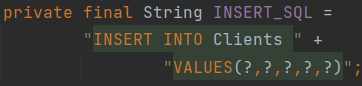 private final String INSERT_SQL =
"INSERT INTO Clients " +
"VALUES(?,?,?,?,?)";